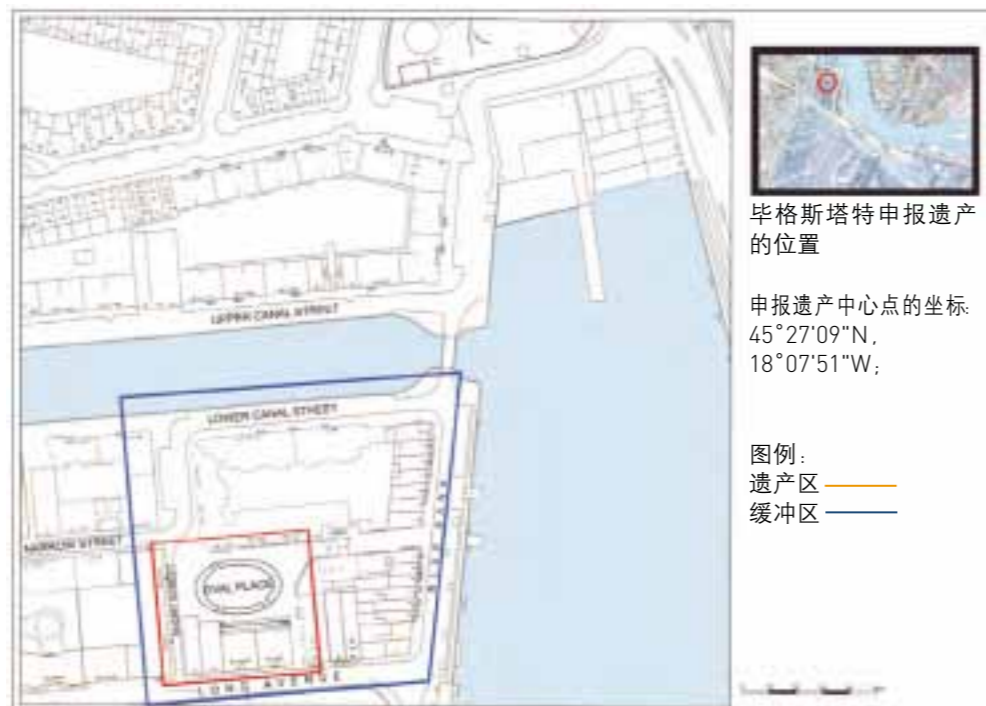 UPPER CANAL STREET
LOWER CANAL STREET
NARROW STREET
OVAL PLACE
LONG AVENUE
毕格斯塔特申报遗产
的位置
申报遗产中心点的坐标:
45°27'09"N,
18°07'51"W;
图例:
遗产区
缓冲区